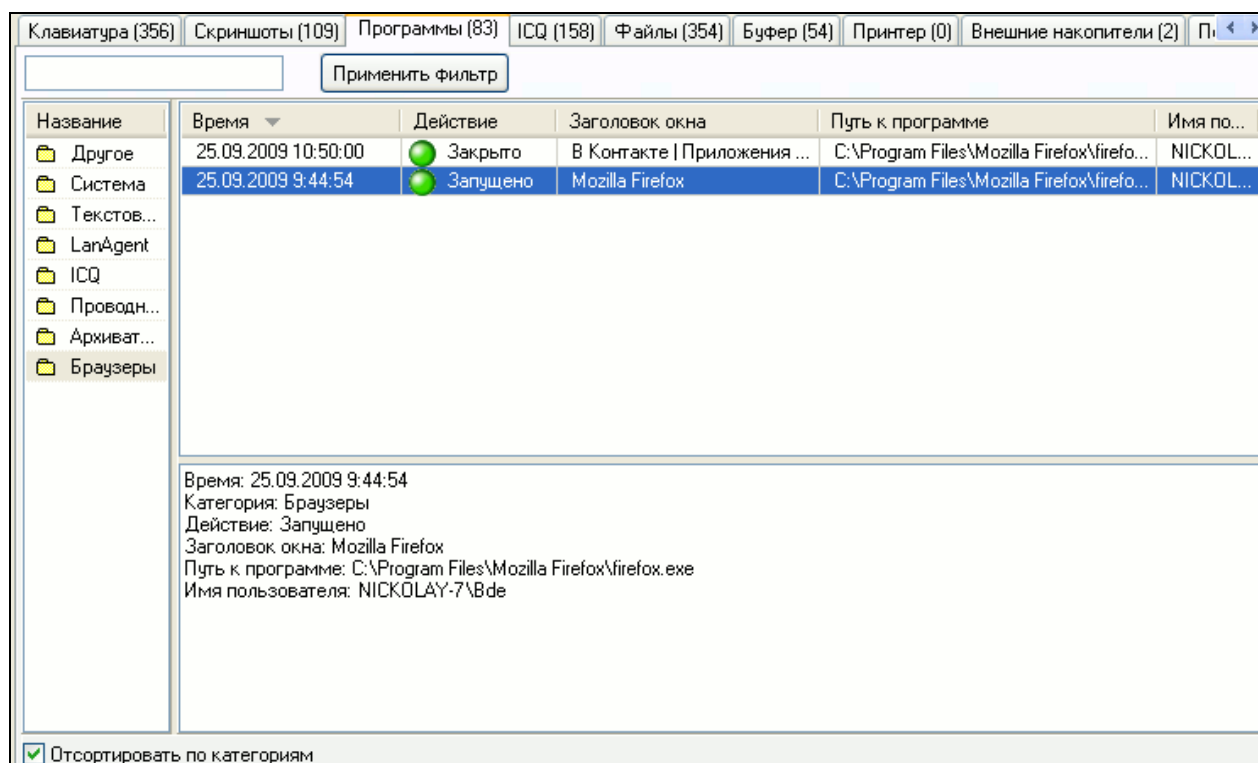 Клавиатура (356) Скриншоты (109) Программы (83) ICQ (158) Файлы (354) Буфер (54) Принтер (0) Внешние накопители (2)
Применить фильтр
Название Время Действие Заголовок окна Путь к программе Имя по...
Другое 25.09.2009 10:50:00 Закрыто В Контакте | Приложения ... C:\Program Files\Mozilla Firefox\firefo... NICKOL...
Система 25.09.2009 9:44:54 Запущено Mozilla Firefox C:\Program Files\Mozilla Firefox\firefo... NICKOL...
Текстов...
LanAgent
ICQ
Проводн...
Архиват...
Браузеры
Время: 25.09.2009 9:44:54
Категория: Браузеры
Действие: Запущено
Заголовок окна: Mozilla Firefox
Путь к программе: C:\Program Files\Mozilla Firefox\firefox.exe
Имя пользователя: NICKOLAY-7\Bde
Отсортировать по категориям